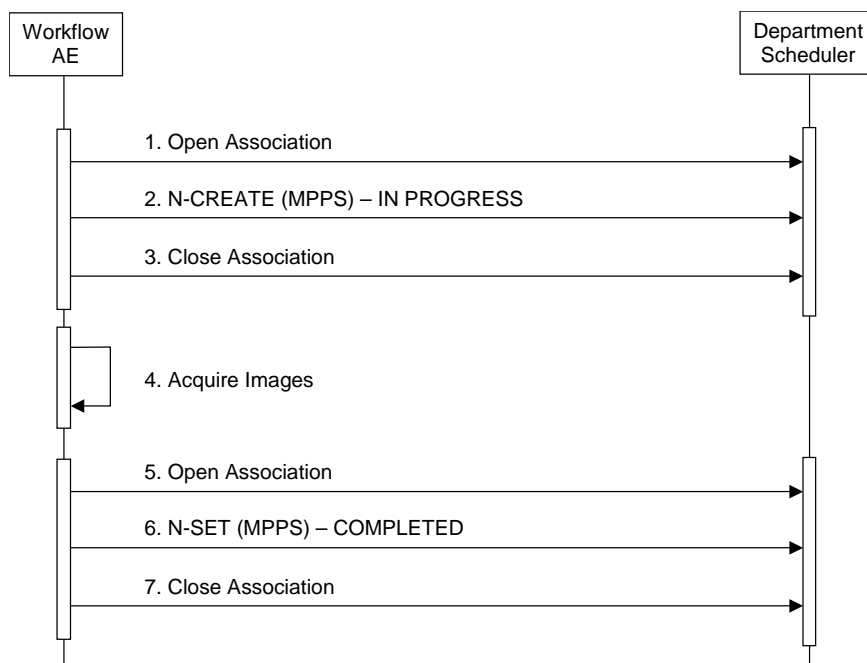 Workflow
AE
Department
Scheduler
1. Open Association
2. N-CREATE (MPPS) – IN PROGRESS
3. Close Association
4. Acquire Images
5. Open Association
6. N-SET (MPPS) – COMPLETED
7. Close Association